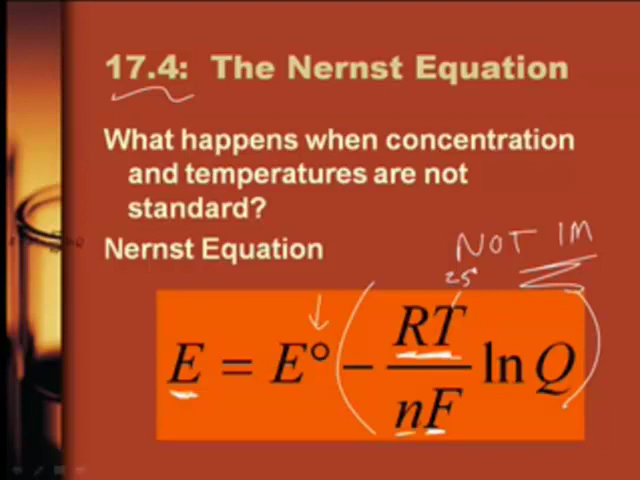 17.4: The Nernst Equation
What happens when concentration
and temperatures are not
standard?
Nernst Equation
NOT 1M
25°
E = E° − RT/nF ln Q